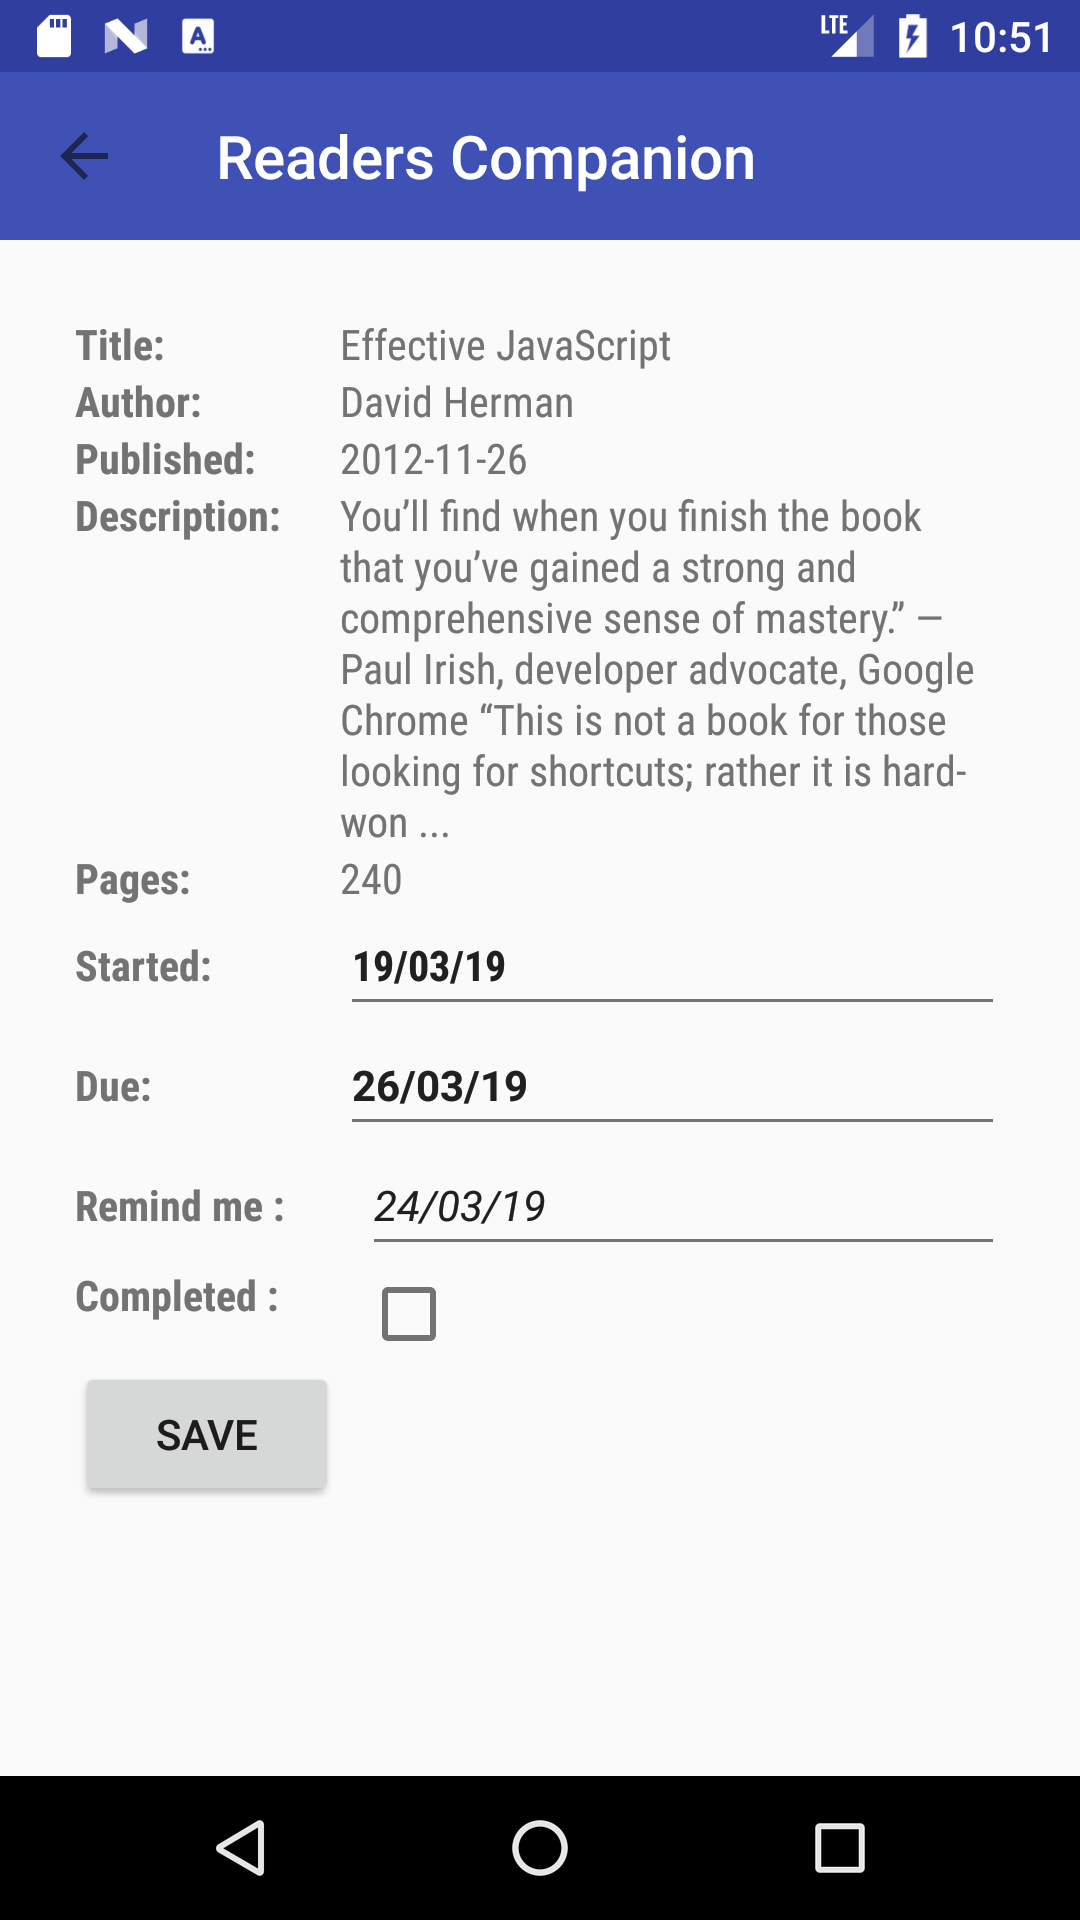 LTE 10:51
Readers Companion
Title: Effective JavaScript
Author: David Herman
Published: 2012-11-26
Description: You’ll find when you finish the book
that you’ve gained a strong and
comprehensive sense of mastery.” —
Paul Irish, developer advocate, Google
Chrome “This is not a book for those
looking for shortcuts; rather it is hard-
won ...
Pages: 240
Started: 19/03/19
Due: 26/03/19
Remind me : 24/03/19
Completed :
SAVE